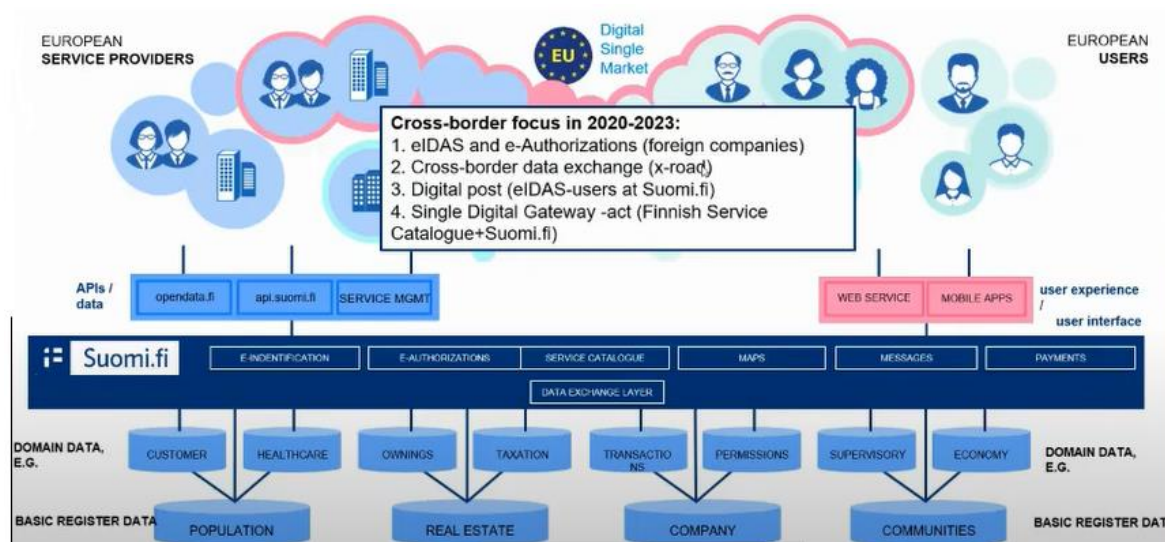 EUROPEAN
SERVICE PROVIDERS
EU
Digital
Single
Market
EUROPEAN
USERS
Cross-border focus in 2020-2023:
1. eIDAS and e-Authorizations (foreign companies)
2. Cross-border data exchange (x-road)
3. Digital post (eIDAS-users at Suomi.fi)
4. Single Digital Gateway -act (Finnish Service
Catalogue+Suomi.fi)
APIs /
data
opendata.fi
api.suomi.fi
SERVICE MGMT
WEB SERVICE
MOBILE APPS
user experience
/
user interface
Suomi.fi
E-INDENTIFICATION
E-AUTHORIZATIONS
SERVICE CATALOGUE
MAPS
MESSAGES
PAYMENTS
DATA EXCHANGE LAYER
DOMAIN DATA,
E.G.
CUSTOMER
HEALTHCARE
OWNINGS
TAXATION
TRANSACTIO
NS
PERMISSIONS
SUPERVISORY
ECONOMY
DOMAIN DATA,
E.G.
BASIC REGISTER DATA
POPULATION
REAL ESTATE
COMPANY
COMMUNITIES
BASIC REGISTER DAT